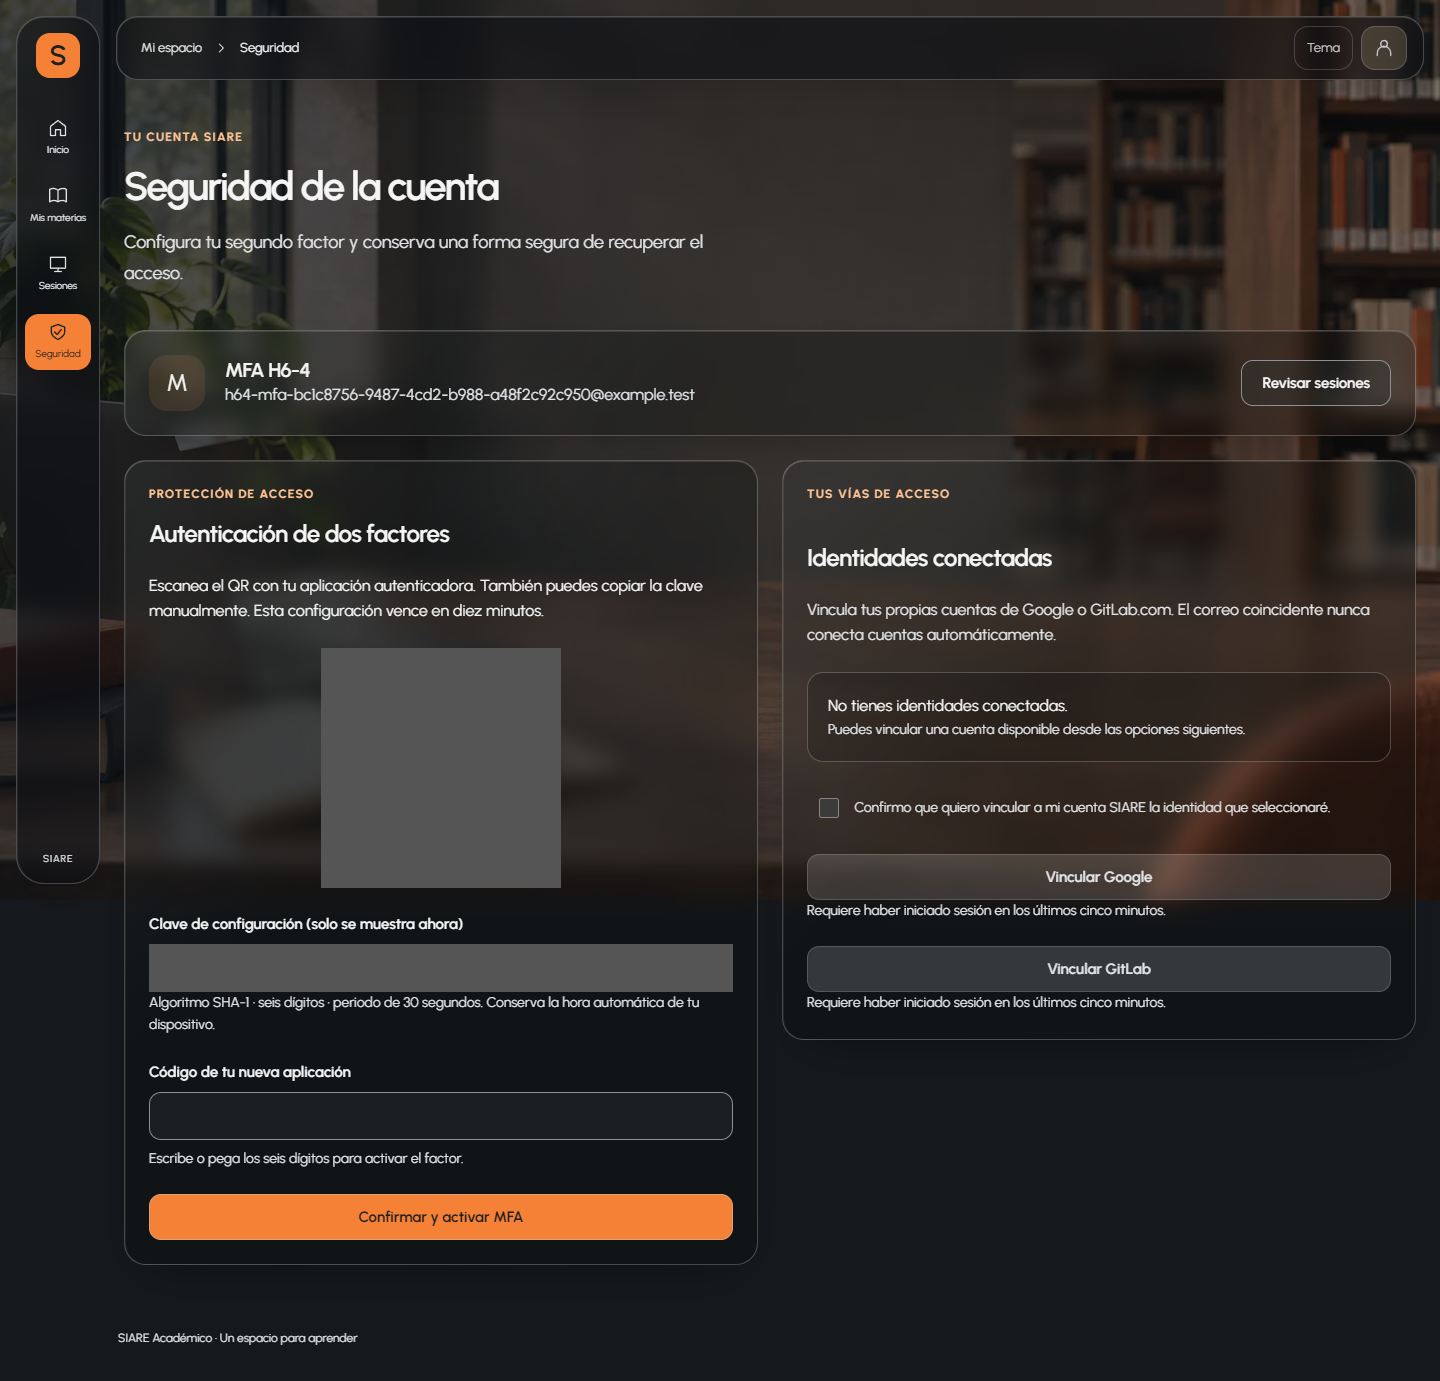 S
Inicio
Mis materias
Sesiones
Seguridad
SIARE
Mi espacio
Seguridad
Tema
TU CUENTA SIARE
Seguridad de la cuenta
Configura tu segundo factor y conserva una forma segura de recuperar el
acceso.
M
MFA H6-4
h64-mfa-bc1c8756-9487-4cd2-b988-a48f2c92c950@example.test
Revisar sesiones
PROTECCIÓN DE ACCESO
Autenticación de dos factores
Escanea el QR con tu aplicación autenticadora. También puedes copiar la clave
manualmente. Esta configuración vence en diez minutos.
Clave de configuración (solo se muestra ahora)
Algoritmo SHA-1 · seis dígitos · periodo de 30 segundos. Conserva la hora automática de tu
dispositivo.
Código de tu nueva aplicación
Escribe o pega los seis dígitos para activar el factor.
Confirmar y activar MFA
TUS VÍAS DE ACCESO
Identidades conectadas
Vincula tus propias cuentas de Google o GitLab.com. El correo coincidente nunca
conecta cuentas automáticamente.
No tienes identidades conectadas.
Puedes vincular una cuenta disponible desde las opciones siguientes.
Confirmo que quiero vincular a mi cuenta SIARE la identidad que seleccionaré.
Vincular Google
Requiere haber iniciado sesión en los últimos cinco minutos.
Vincular GitLab
Requiere haber iniciado sesión en los últimos cinco minutos.
SIARE Académico · Un espacio para aprender